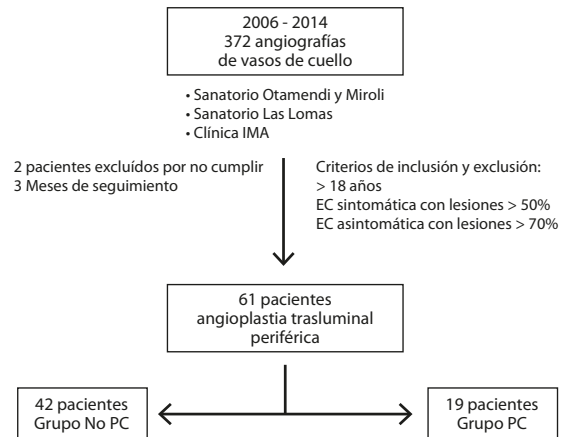 2006 - 2014
372 angiografías
de vasos de cuello
• Sanatorio Otamendi y Miroli
• Sanatorio Las Lomas
• Clínica IMA
2 pacientes excluídos por no cumplir
3 Meses de seguimiento
Criterios de inclusión y exclusión:
> 18 años
EC sintomática con lesiones > 50%
EC asintomática con lesiones > 70%
61 pacientes
angioplastia trasluminal
periférica
42 pacientes
Grupo No PC
19 pacientes
Grupo PC